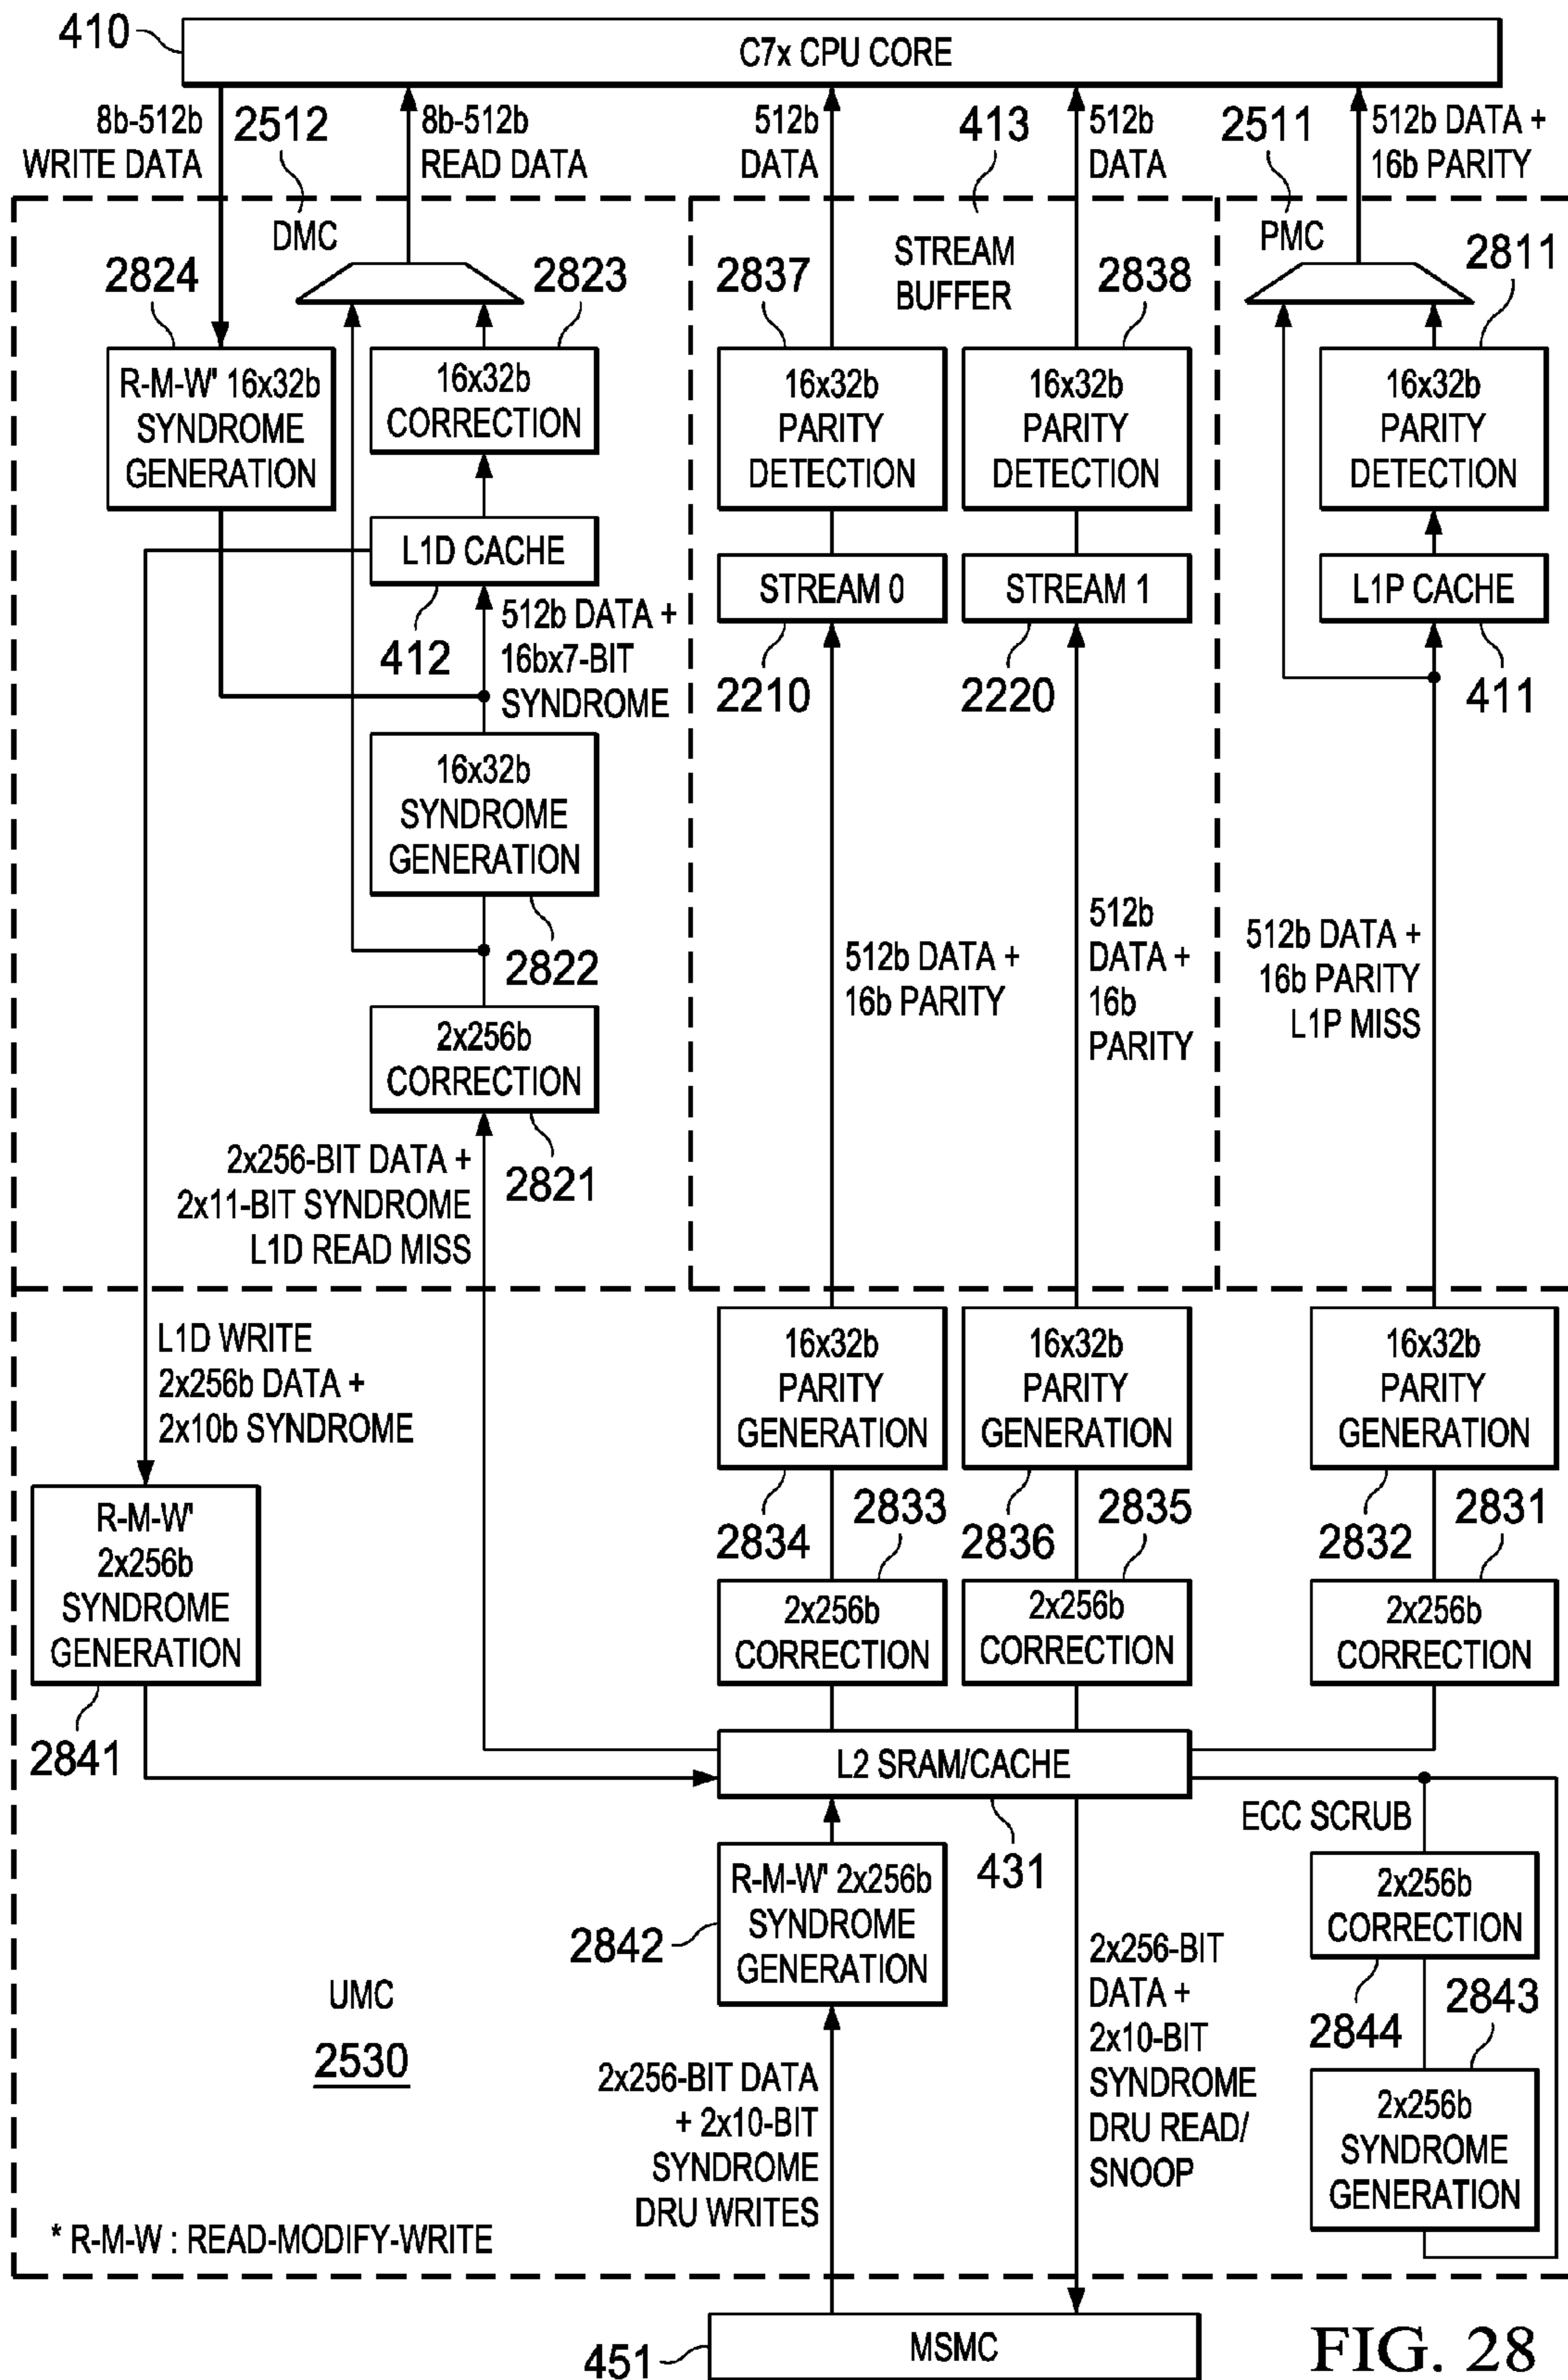 410
C7x CPU CORE
8b-512b
WRITE DATA
2512
8b-512b
READ DATA
512b
DATA
413
512b
DATA
2511
512b DATA +
16b PARITY
DMC
STREAM
BUFFER
PMC
2824
2823
2837
2838
2811
R-M-W' 16x32b
SYNDROME
GENERATION
16x32b
CORRECTION
16x32b
PARITY
DETECTION
16x32b
PARITY
DETECTION
16x32b
PARITY
DETECTION
L1D CACHE
412
STREAM 0
2210
STREAM 1
2220
L1P CACHE
411
512b DATA +
16bx7-BIT
SYNDROME
16x32b
SYNDROME
GENERATION
2822
2x256b
CORRECTION
2821
512b DATA +
16b PARITY
512b
DATA +
16b
PARITY
512b DATA +
16b PARITY
L1P MISS
2x256-BIT DATA +
2x11-BIT SYNDROME
L1D READ MISS
L1D WRITE
2x256b DATA +
2x10b SYNDROME
16x32b
PARITY
GENERATION
16x32b
PARITY
GENERATION
16x32b
PARITY
GENERATION
2834
2833
2836
2835
2832
2831
R-M-W'
2x256b
SYNDROME
GENERATION
2841
2x256b
CORRECTION
2x256b
CORRECTION
2x256b
CORRECTION
L2 SRAM/CACHE
431
ECC SCRUB
R-M-W' 2x256b
SYNDROME
GENERATION
2842
2x256b
CORRECTION
2844
2843
2x256b
SYNDROME
GENERATION
2x256-BIT
DATA +
2x10-BIT
SYNDROME
DRU READ/
SNOOP
UMC
2530
2x256-BIT DATA
+ 2x10-BIT
SYNDROME
DRU WRITES
* R-M-W : READ-MODIFY-WRITE
451
MSMC
FIG. 28